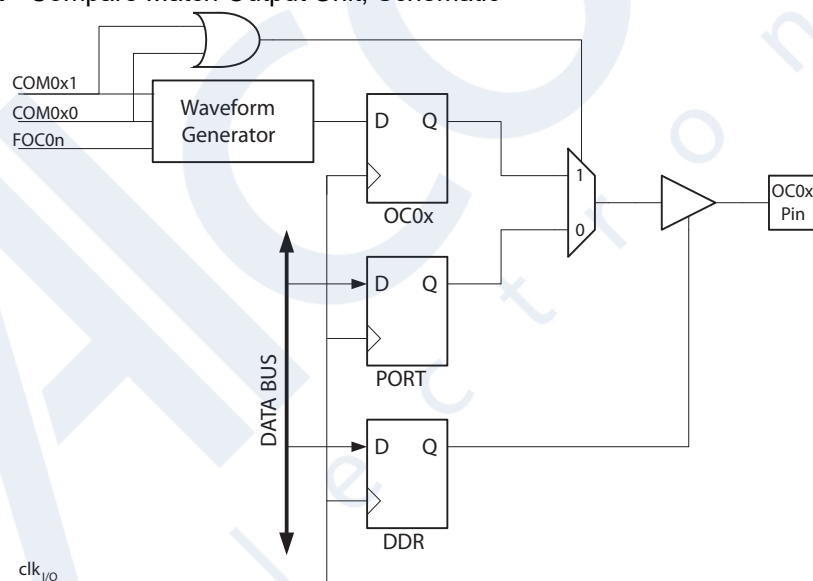 Compare Match Output Unit, Schematic
COM0x1
COM0x0
FOC0n
Waveform
Generator
D Q
OC0x
1
0
OC0x
Pin
D Q
PORT
DATA BUS
D Q
DDR
clkI/O